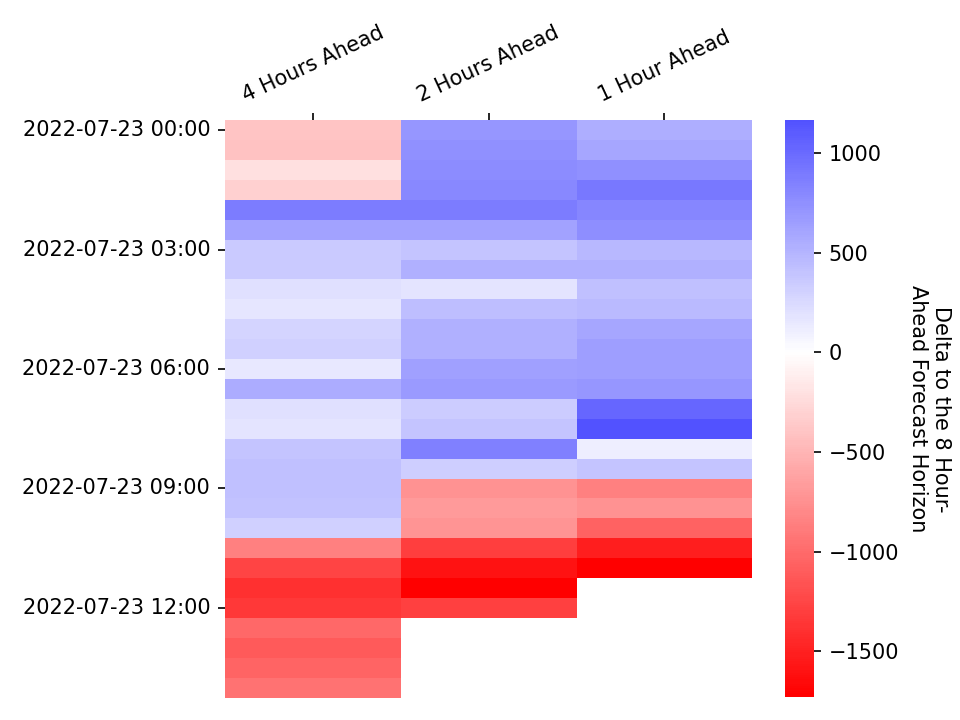 4 Hours Ahead
2 Hours Ahead
1 Hour Ahead
2022-07-23 00:00
2022-07-23 03:00
2022-07-23 06:00
2022-07-23 09:00
2022-07-23 12:00
1000
500
0
−500
−1000
−1500
Delta to the 8 Hour-
Ahead Forecast Horizon